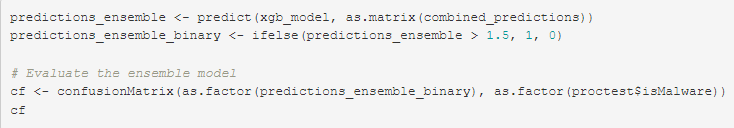 predictions_ensemble <- predict(xgb_model, as.matrix(combined_predictions))
predictions_ensemble_binary <- ifelse(predictions_ensemble > 1.5, 1, 0)
# Evaluate the ensemble model
cf <- confusionMatrix(as.factor(predictions_ensemble_binary), as.factor(proctest$isMalware))
cf